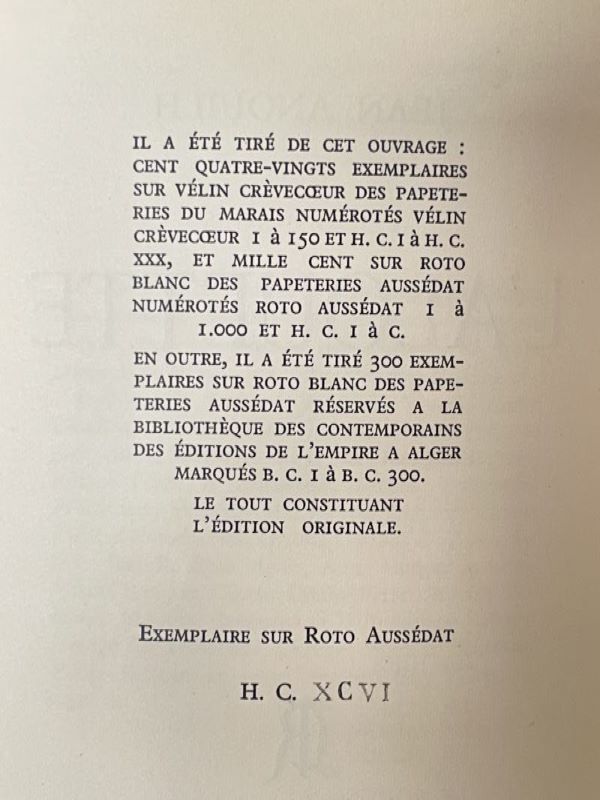 IL A ÉTÉ TIRÉ DE CET OUVRAGE :
CENT QUATRE-VINGTS EXEMPLAIRES
SUR VÉLIN CRÈVECŒUR DES PAPETE-
RIES DU MARAIS NUMÉROTÉS VÉLIN
CRÈVECŒUR I à 150 ET H. C. I à H. C.
XXX, ET MILLE CENT SUR ROTO
BLANC DES PAPETERIES AUSSÉDAT
NUMÉROTÉS ROTO AUSSÉDAT I à
1.000 ET H. C. I à C.
EN OUTRE, IL A ÉTÉ TIRÉ 300 EXEM-
PLAIRES SUR ROTO BLANC DES PAPE-
TERIES AUSSÉDAT RÉSERVÉS A LA
BIBLIOTHÈQUE DES CONTEMPORAINS
DES ÉDITIONS DE L'EMPIRE A ALGER
MARQUÉS B. C. I à B. C. 300.
LE TOUT CONSTITUANT
L'ÉDITION ORIGINALE.
EXEMPLAIRE SUR ROTO AUSSÉDAT
H. C. XCVI